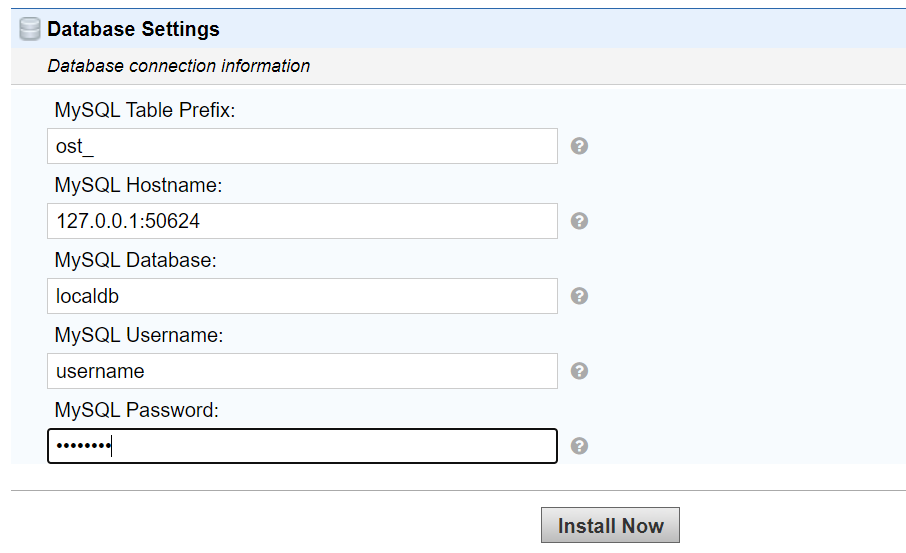 Database Settings
Database connection information
MySQL Table Prefix:
ost_
?
MySQL Hostname:
127.0.0.1:50624
?
MySQL Database:
localdb
?
MySQL Username:
username
?
MySQL Password:
••••••••
?
Install Now